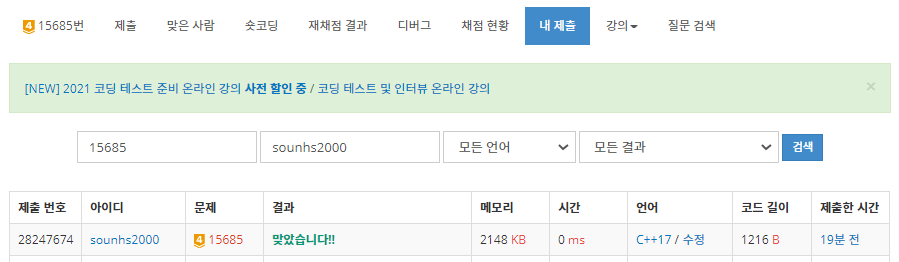 4 15685번 제출 맞은 사람 숏코딩 재채점 결과 디버그 채점 현황 내 제출 강의 질문 검색
[NEW] 2021 코딩 테스트 준비 온라인 강의 사전 할인 중 / 코딩 테스트 및 인터뷰 온라인 강의 ×
15685 sounhs2000 모든 언어 모든 결과 검색
제출 번호 아이디 문제 결과 메모리 시간 언어 코드 길이 제출한 시간
28247674 sounhs2000 4 15685 맞았습니다!! 2148 KB 0 ms C++17 / 수정 1216 B 19분 전